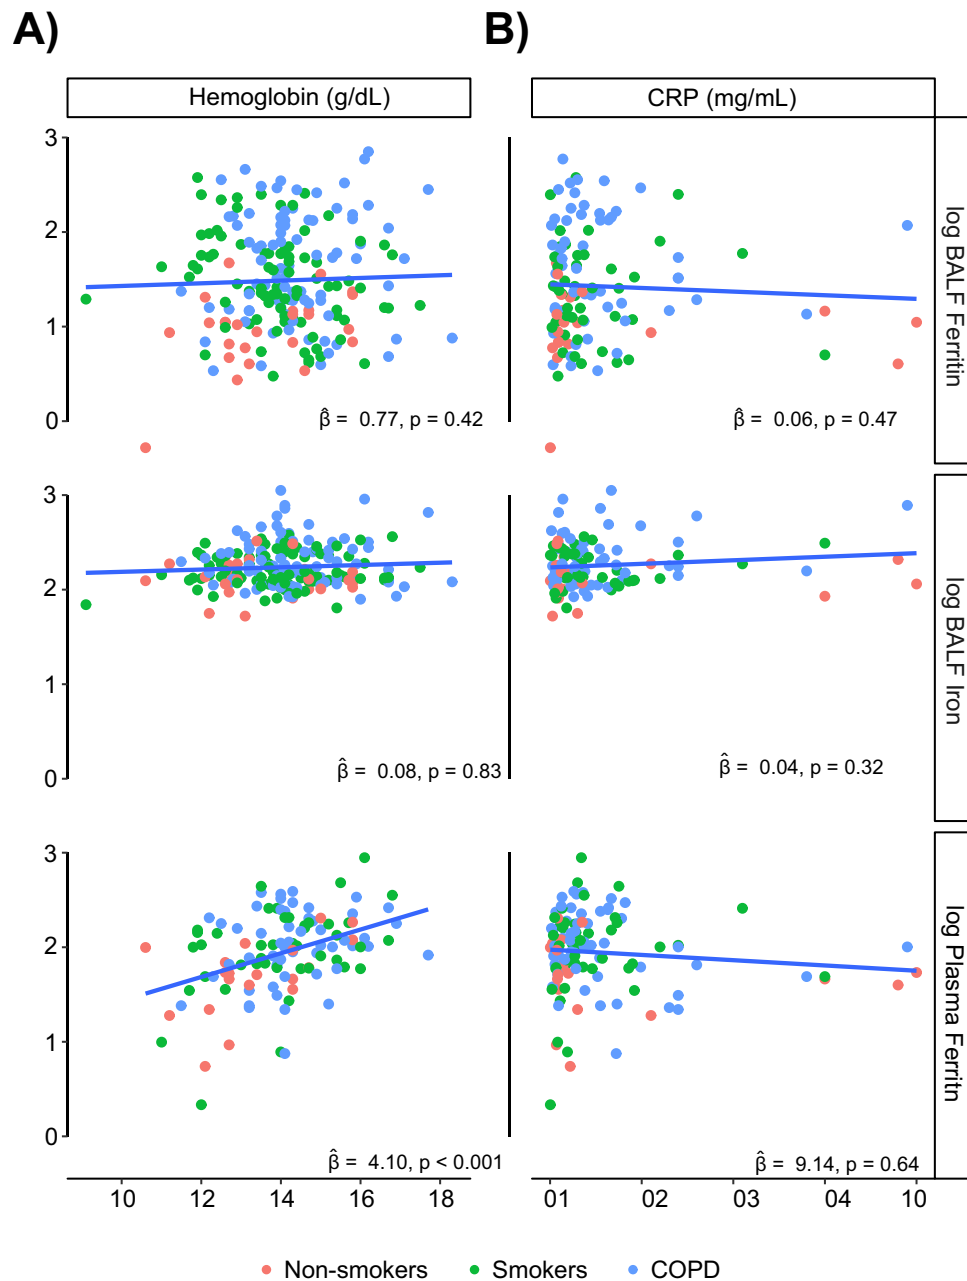 A) B)
Hemoglobin (g/dL) CRP (mg/mL)
3
2
1
0
β̂ = 0.77, p = 0.42 β̂ = 0.06, p = 0.47
log BALF Ferritin
3
2
1
0
β̂ = 0.08, p = 0.83 β̂ = 0.04, p = 0.32
log BALF Iron
3
2
1
0
β̂ = 4.10, p < 0.001 β̂ = 9.14, p = 0.64
log Plasma Ferritn
10 12 14 16 18 01 02 03 04 10
Non-smokers Smokers COPD